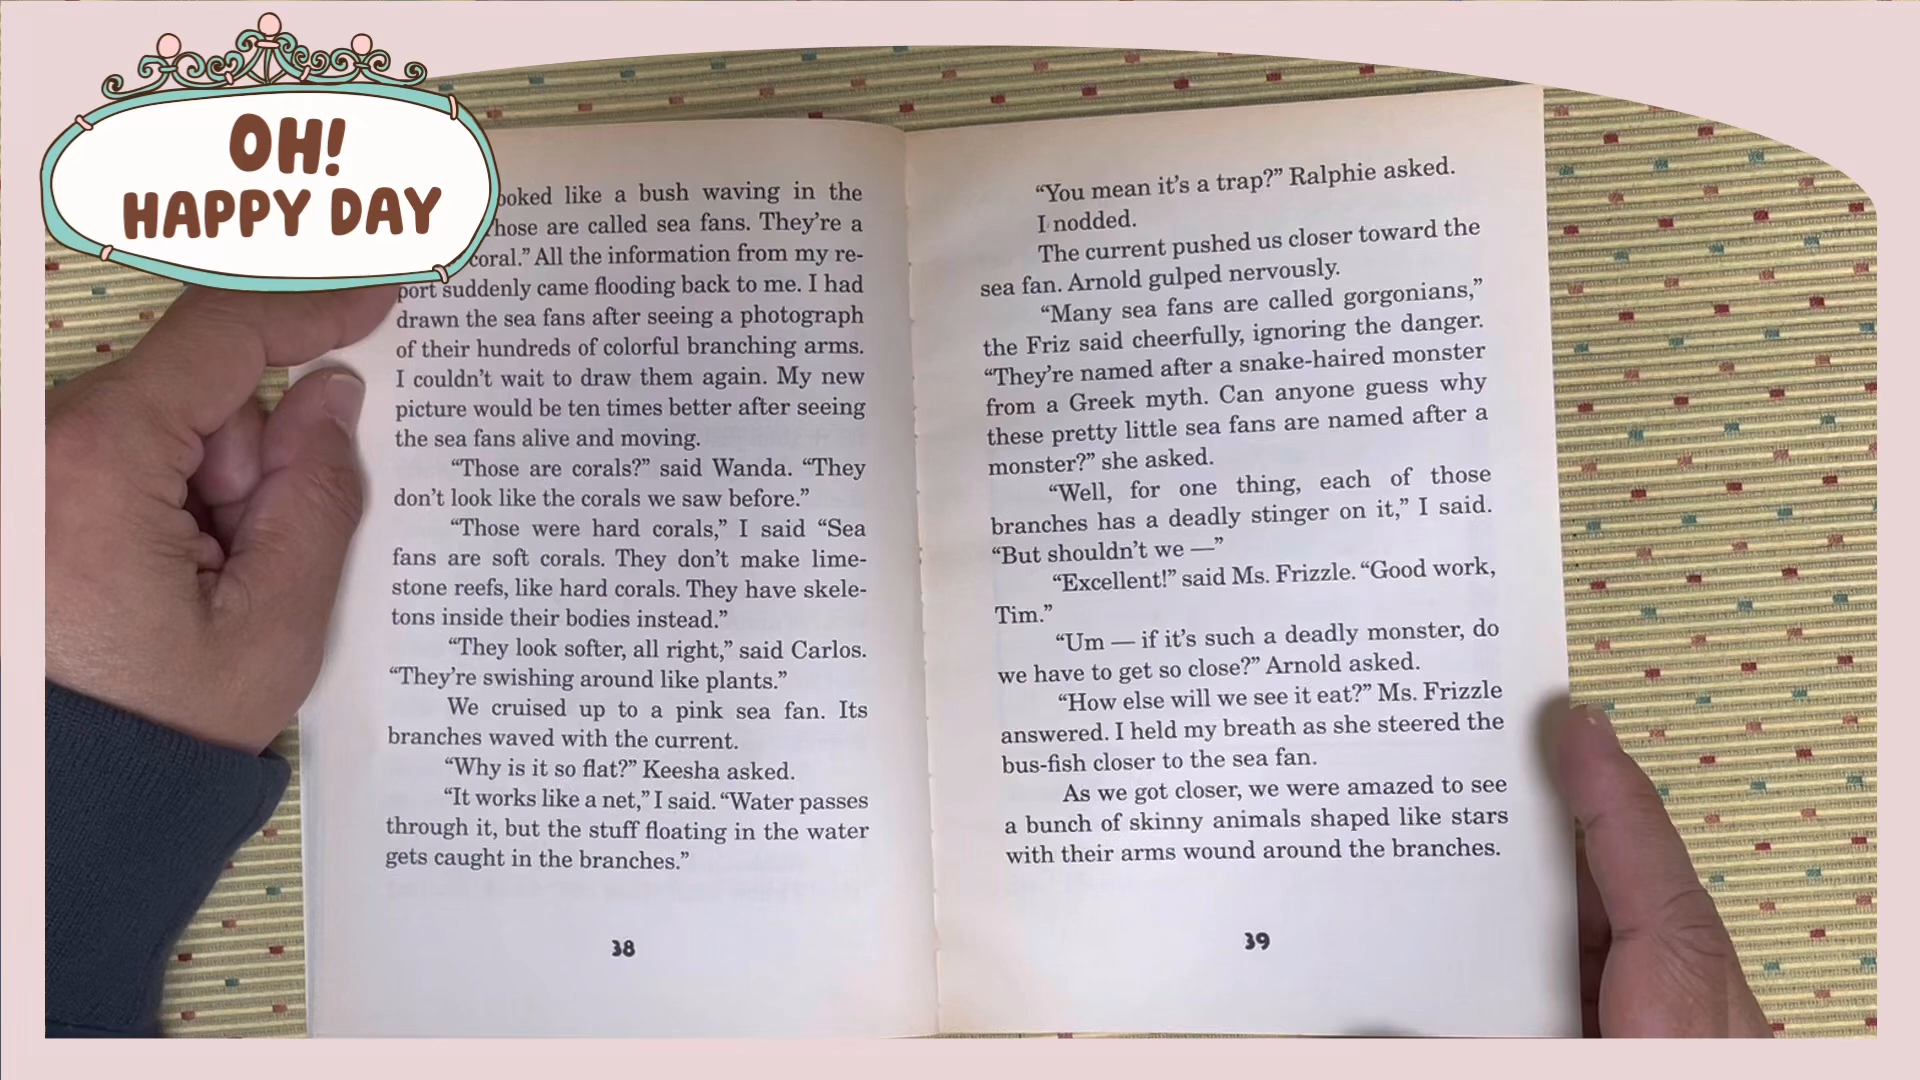 OH!
HAPPY DAY
like a bush waving in the
are called sea fans. They're a
coral." All the information from my re-
port suddenly came flooding back to me. I had
drawn the sea fans after seeing a photograph
of their hundreds of colorful branching arms.
I couldn't wait to draw them again. My new
picture would be ten times better after seeing
the sea fans alive and moving.
"Those are corals?" said Wanda. "They
don't look like the corals we saw before."
"Those were hard corals," I said "Sea
fans are soft corals. They don't make lime-
stone reefs, like hard corals. They have skele-
tons inside their bodies instead."
"They look softer, all right," said Carlos.
"They're swishing around like plants."
We cruised up to a pink sea fan. Its
branches waved with the current.
"Why is it so flat?" Keesha asked.
"It works like a net," I said. "Water passes
through it, but the stuff floating in the water
gets caught in the branches."
38
"You mean it's a trap?" Ralphie asked.
I nodded.
The current pushed us closer toward the
sea fan. Arnold gulped nervously.
"Many sea fans are called gorgonians,"
the Friz said cheerfully, ignoring the danger.
"They're named after a snake-haired monster
from a Greek myth. Can anyone guess why
these pretty little sea fans are named after a
monster?" she asked.
"Well, for one thing, each of those
branches has a deadly stinger on it," I said.
"But shouldn't we —"
"Excellent!" said Ms. Frizzle. "Good work,
Tim."
"Um — if it's such a deadly monster, do
we have to get so close?" Arnold asked.
"How else will we see it eat?" Ms. Frizzle
answered. I held my breath as she steered the
bus-fish closer to the sea fan.
As we got closer, we were amazed to see
a bunch of skinny animals shaped like stars
with their arms wound around the branches.
39